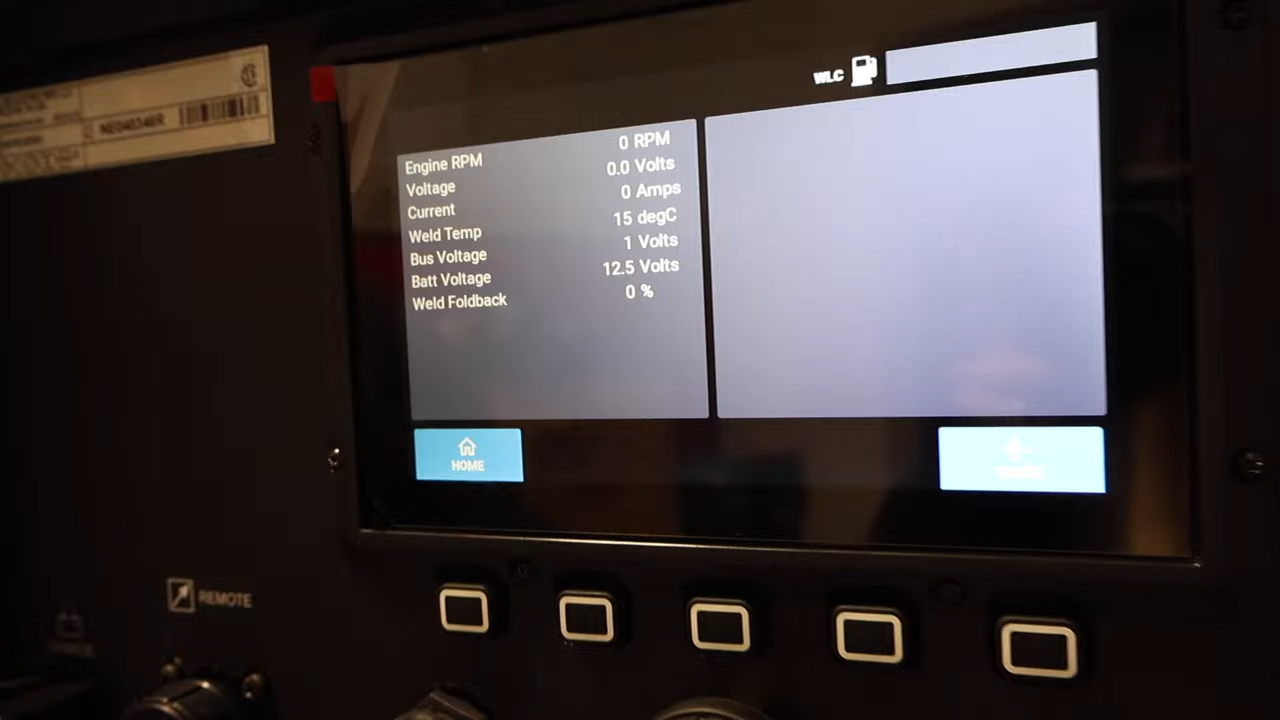 WLC
Engine RPM 0 RPM
Voltage 0.0 Volts
Current 0 Amps
Weld Temp 15 degC
Bus Voltage 1 Volts
Batt Voltage 12.5 Volts
Weld Foldback 0 %
HOME
REMOTE